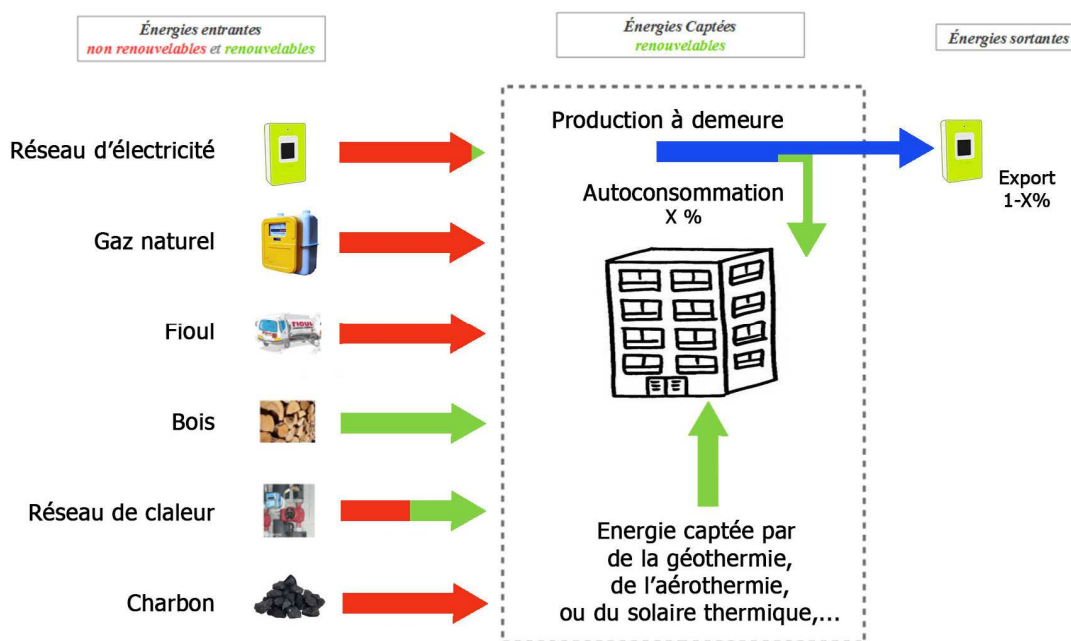 Énergies entrantes
non renouvelables et renouvelables
Énergies Captées
renouvelables
Énergies sortantes
Réseau d'électricité
Production à demeure
Export
1-X%
Autoconsommation
X %
Gaz naturel
Fioul
FIOUL
Bois
Réseau de claleur
Energie captée par
de la géothermie,
de l'aérothermie,
ou du solaire thermique,...
Charbon